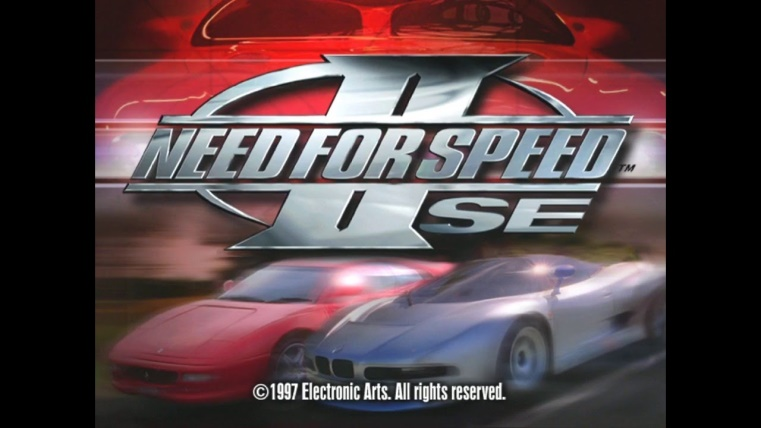 II
NEED FOR SPEED™
SE
©1997 Electronic Arts. All rights reserved.